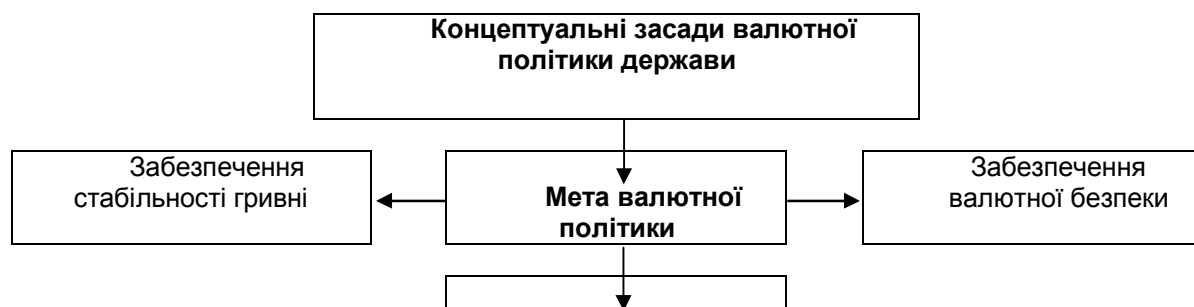 Концептуальні засади валютної
політики держави
Забезпечення
стабільності гривні
Мета валютної
політики
Забезпечення
валютної безпеки